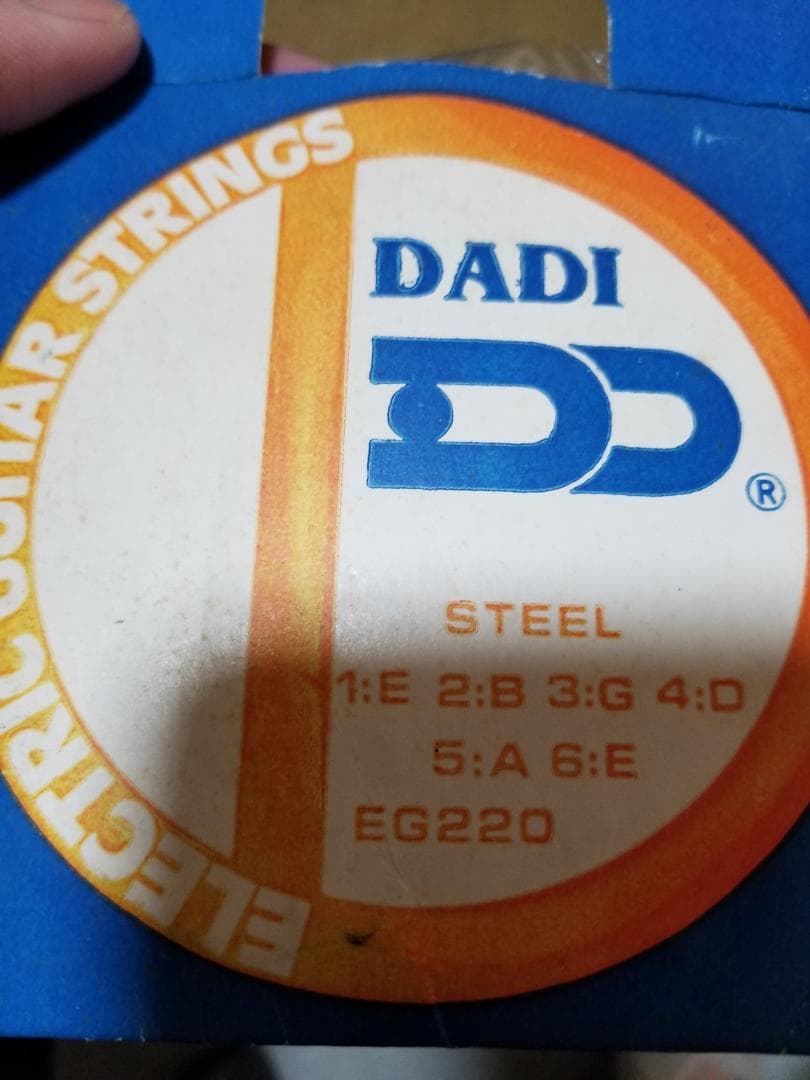 ELECTRIC GUITAR STRINGS
DADI
®
STEEL
1:E 2:B 3:G 4:D
5:A 6:E
EG220